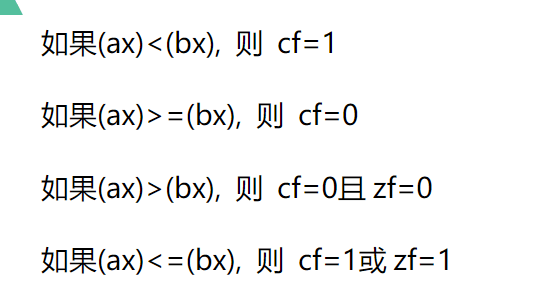 如果(ax)<(bx), 则 cf=1
如果(ax)>=(bx), 则 cf=0
如果(ax)>(bx), 则 cf=0且 zf=0
如果(ax)<=(bx), 则 cf=1或 zf=1